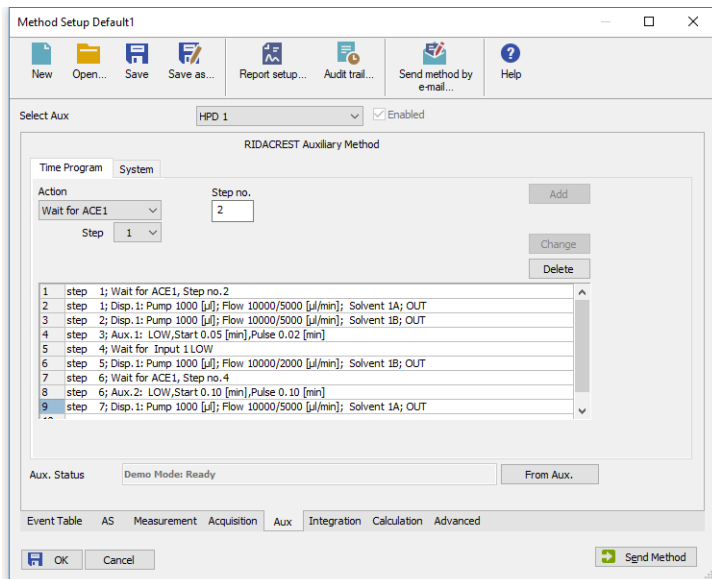 Method Setup Default1
New Open... Save Save as... Report setup... Audit trail... Send method by e-mail... Help
Select Aux HPD 1 Enabled
RIDACREST Auxiliary Method
Time Program System
Action Step no.
Wait for ACE1 2 Add
Step 1
Change
Delete
1 step 1; Wait for ACE1, Step no.2
2 step 1; Disp.1: Pump 1000 [µl]; Flow 10000/5000 [µl/min]; Solvent 1A; OUT
3 step 2; Disp.1: Pump 1000 [µl]; Flow 10000/5000 [µl/min]; Solvent 1B; OUT
4 step 3; Aux.1: LOW,Start 0.05 [min],Pulse 0.02 [min]
5 step 4; Wait for Input 1 LOW
6 step 5; Disp.1: Pump 1000 [µl]; Flow 10000/2000 [µl/min]; Solvent 1B; OUT
7 step 6; Wait for ACE1, Step no.4
8 step 6; Aux.2: LOW,Start 0.10 [min],Pulse 0.10 [min]
9 step 7; Disp.1: Pump 1000 [µl]; Flow 10000/5000 [µl/min]; Solvent 1A; OUT
Aux. Status Demo Mode: Ready From Aux.
Event Table AS Measurement Acquisition Aux Integration Calculation Advanced
OK Cancel Send Method